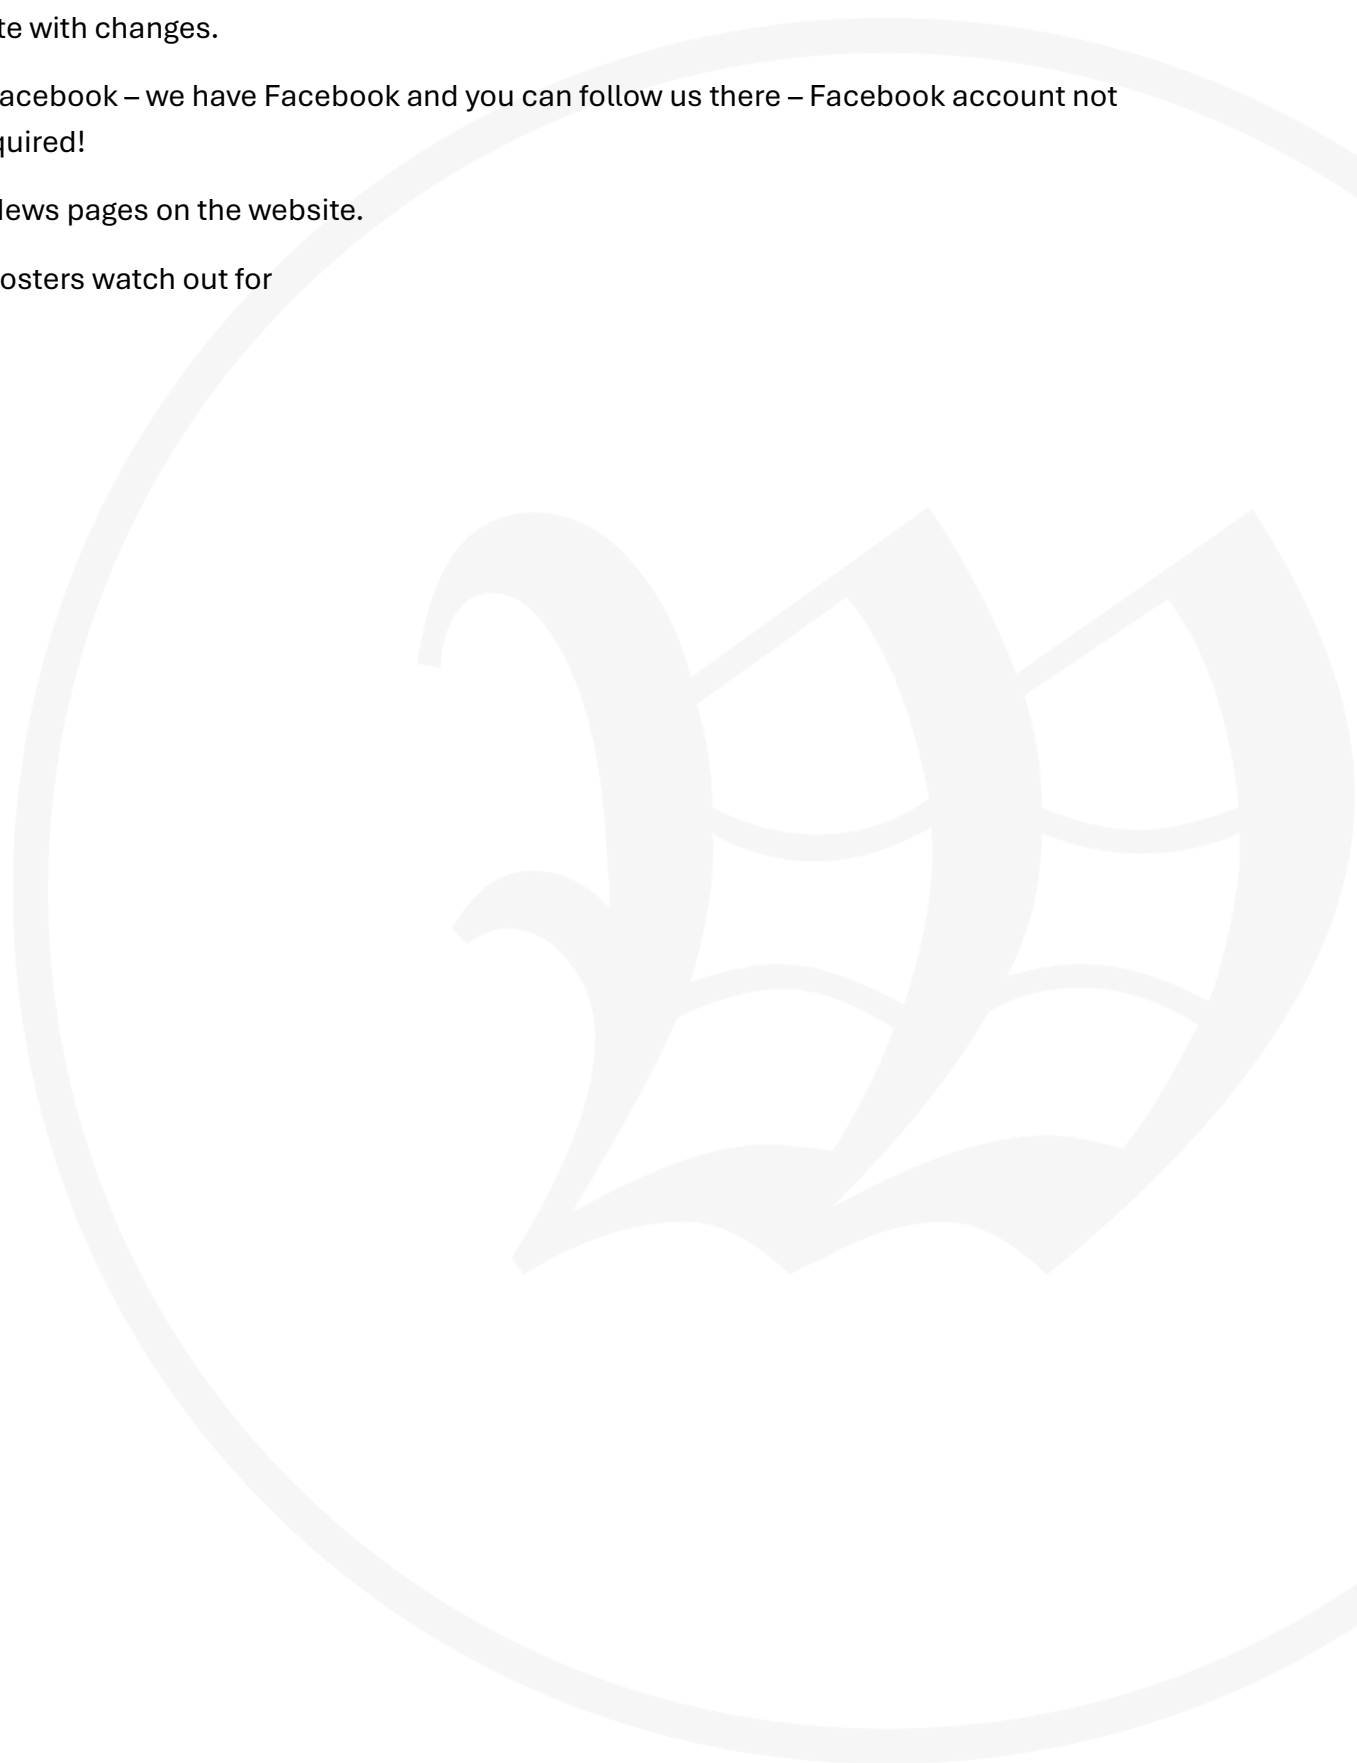 te with changes.
acebook – we have Facebook and you can follow us there – Facebook account not
quired!
ews pages on the website.
osters watch out for
W